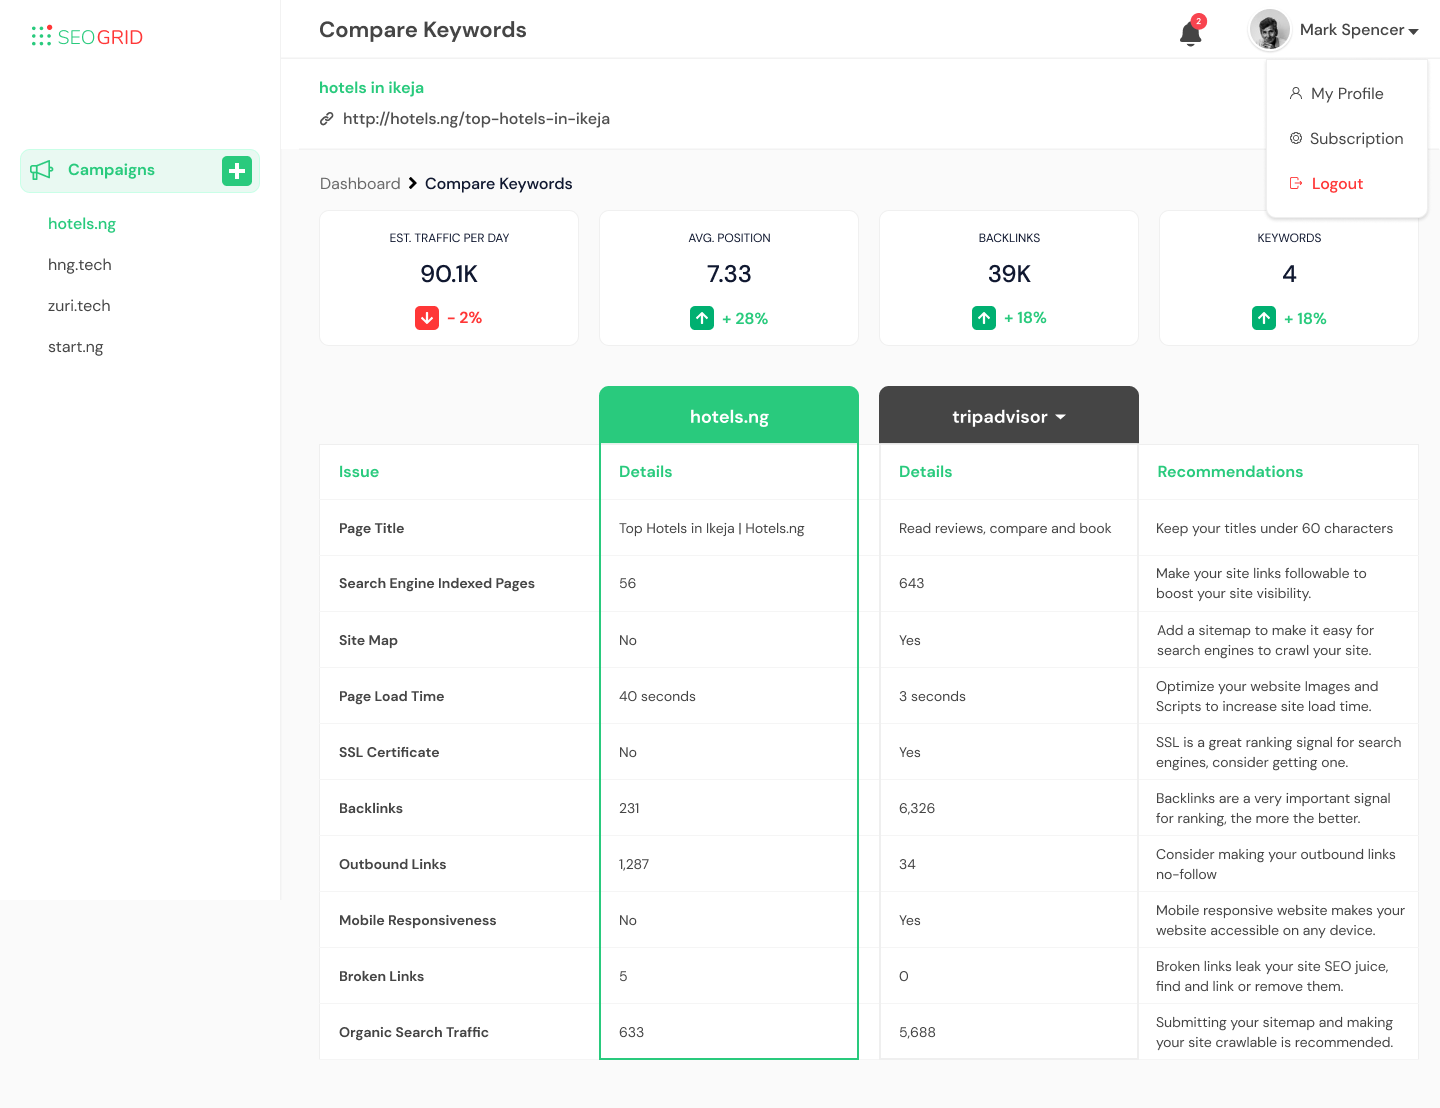 SEOGRID
Compare Keywords
2
Mark Spencer
My Profile
Subscription
Logout
hotels in ikeja
http://hotels.ng/top-hotels-in-ikeja
Campaigns
hotels.ng
hng.tech
zuri.tech
start.ng
Dashboard Compare Keywords
EST. TRAFFIC PER DAY
90.1K
- 2%
AVG. POSITION
7.33
+ 28%
BACKLINKS
39K
+ 18%
KEYWORDS
4
+ 18%
hotels.ng tripadvisor
Issue Details Details Recommendations
Page Title Top Hotels in Ikeja | Hotels.ng Read reviews, compare and book Keep your titles under 60 characters
Search Engine Indexed Pages 56 643 Make your site links followable to
boost your site visibility.
Site Map No Yes Add a sitemap to make it easy for
search engines to crawl your site.
Page Load Time 40 seconds 3 seconds Optimize your website Images and
Scripts to increase site load time.
SSL Certificate No Yes SSL is a great ranking signal for search
engines, consider getting one.
Backlinks 231 6,326 Backlinks are a very important signal
for ranking, the more the better.
Outbound Links 1,287 34 Consider making your outbound links
no-follow
Mobile Responsiveness No Yes Mobile responsive website makes your
website accessible on any device.
Broken Links 5 0 Broken links leak your site SEO juice,
find and link or remove them.
Organic Search Traffic 633 5,688 Submitting your sitemap and making
your site crawlable is recommended.